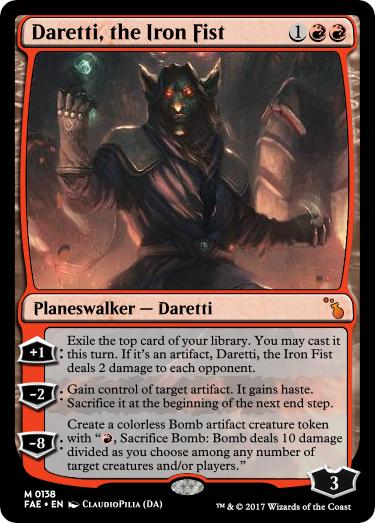 Daretti, the Iron Fist 1
Planeswalker — Daretti
+1: Exile the top card of your library. You may cast it
this turn. If it's an artifact, Daretti, the Iron Fist
deals 2 damage to each opponent.
-2: Gain control of target artifact. It gains haste.
Sacrifice it at the beginning of the next end step.
-8: Create a colorless Bomb artifact creature token
with “, Sacrifice Bomb: Bomb deals 10 damage
divided as you choose among any number of
target creatures and/or players.”
3
M 0138
FAE • EN ClaudioPilia (DA)
™ & © 2017 Wizards of the Coast